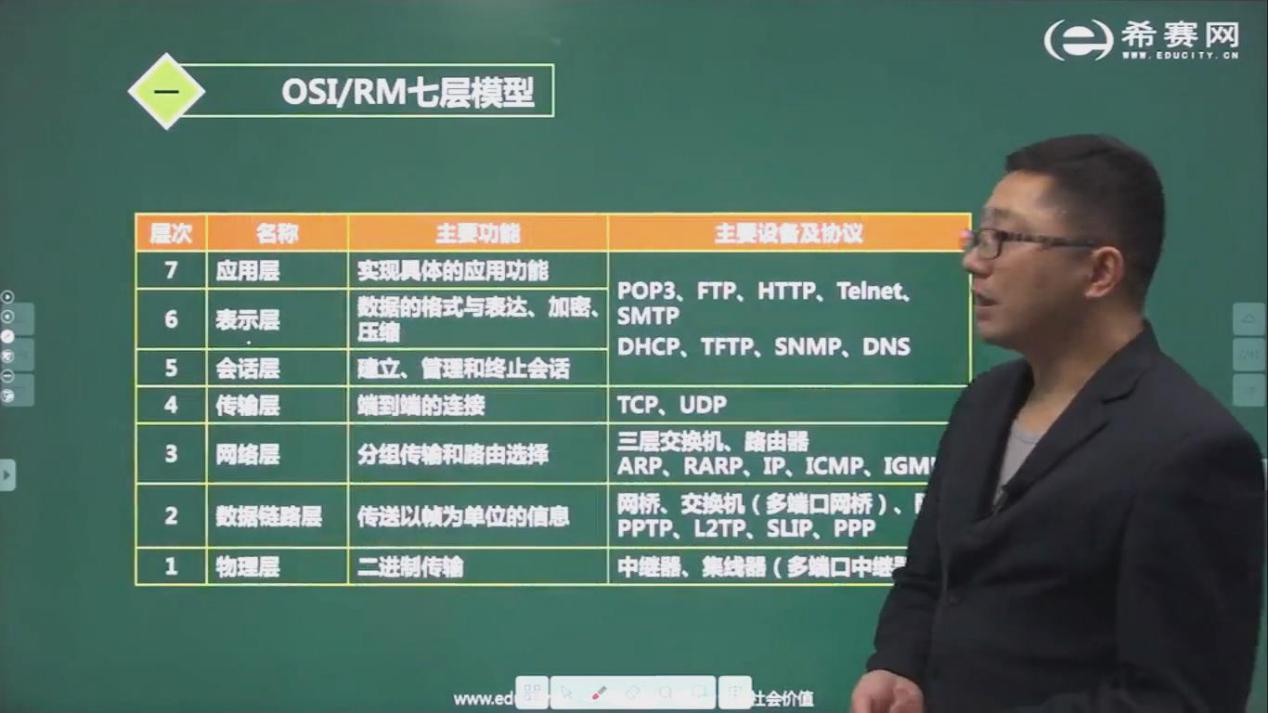 希赛网
WWW.EDUCITY.CN
一
OSI/RM七层模型
层次 名称 主要功能 主要设备及协议
7 应用层 实现具体的应用功能
POP3、FTP、HTTP、Telnet、
SMTP
DHCP、TFTP、SNMP、DNS
6 表示层 数据的格式与表达、加密、
压缩
5 会话层 建立、管理和终止会话
4 传输层 端到端的连接 TCP、UDP
3 网络层 分组传输和路由选择 三层交换机、路由器
ARP、RARP、IP、ICMP、IGM
2 数据链路层 传送以帧为单位的信息 网桥、交换机（多端口网桥）、
PPTP、L2TP、SLIP、PPP
1 物理层 二进制传输 中继器、集线器（多端口中继
www.edu
社会价值